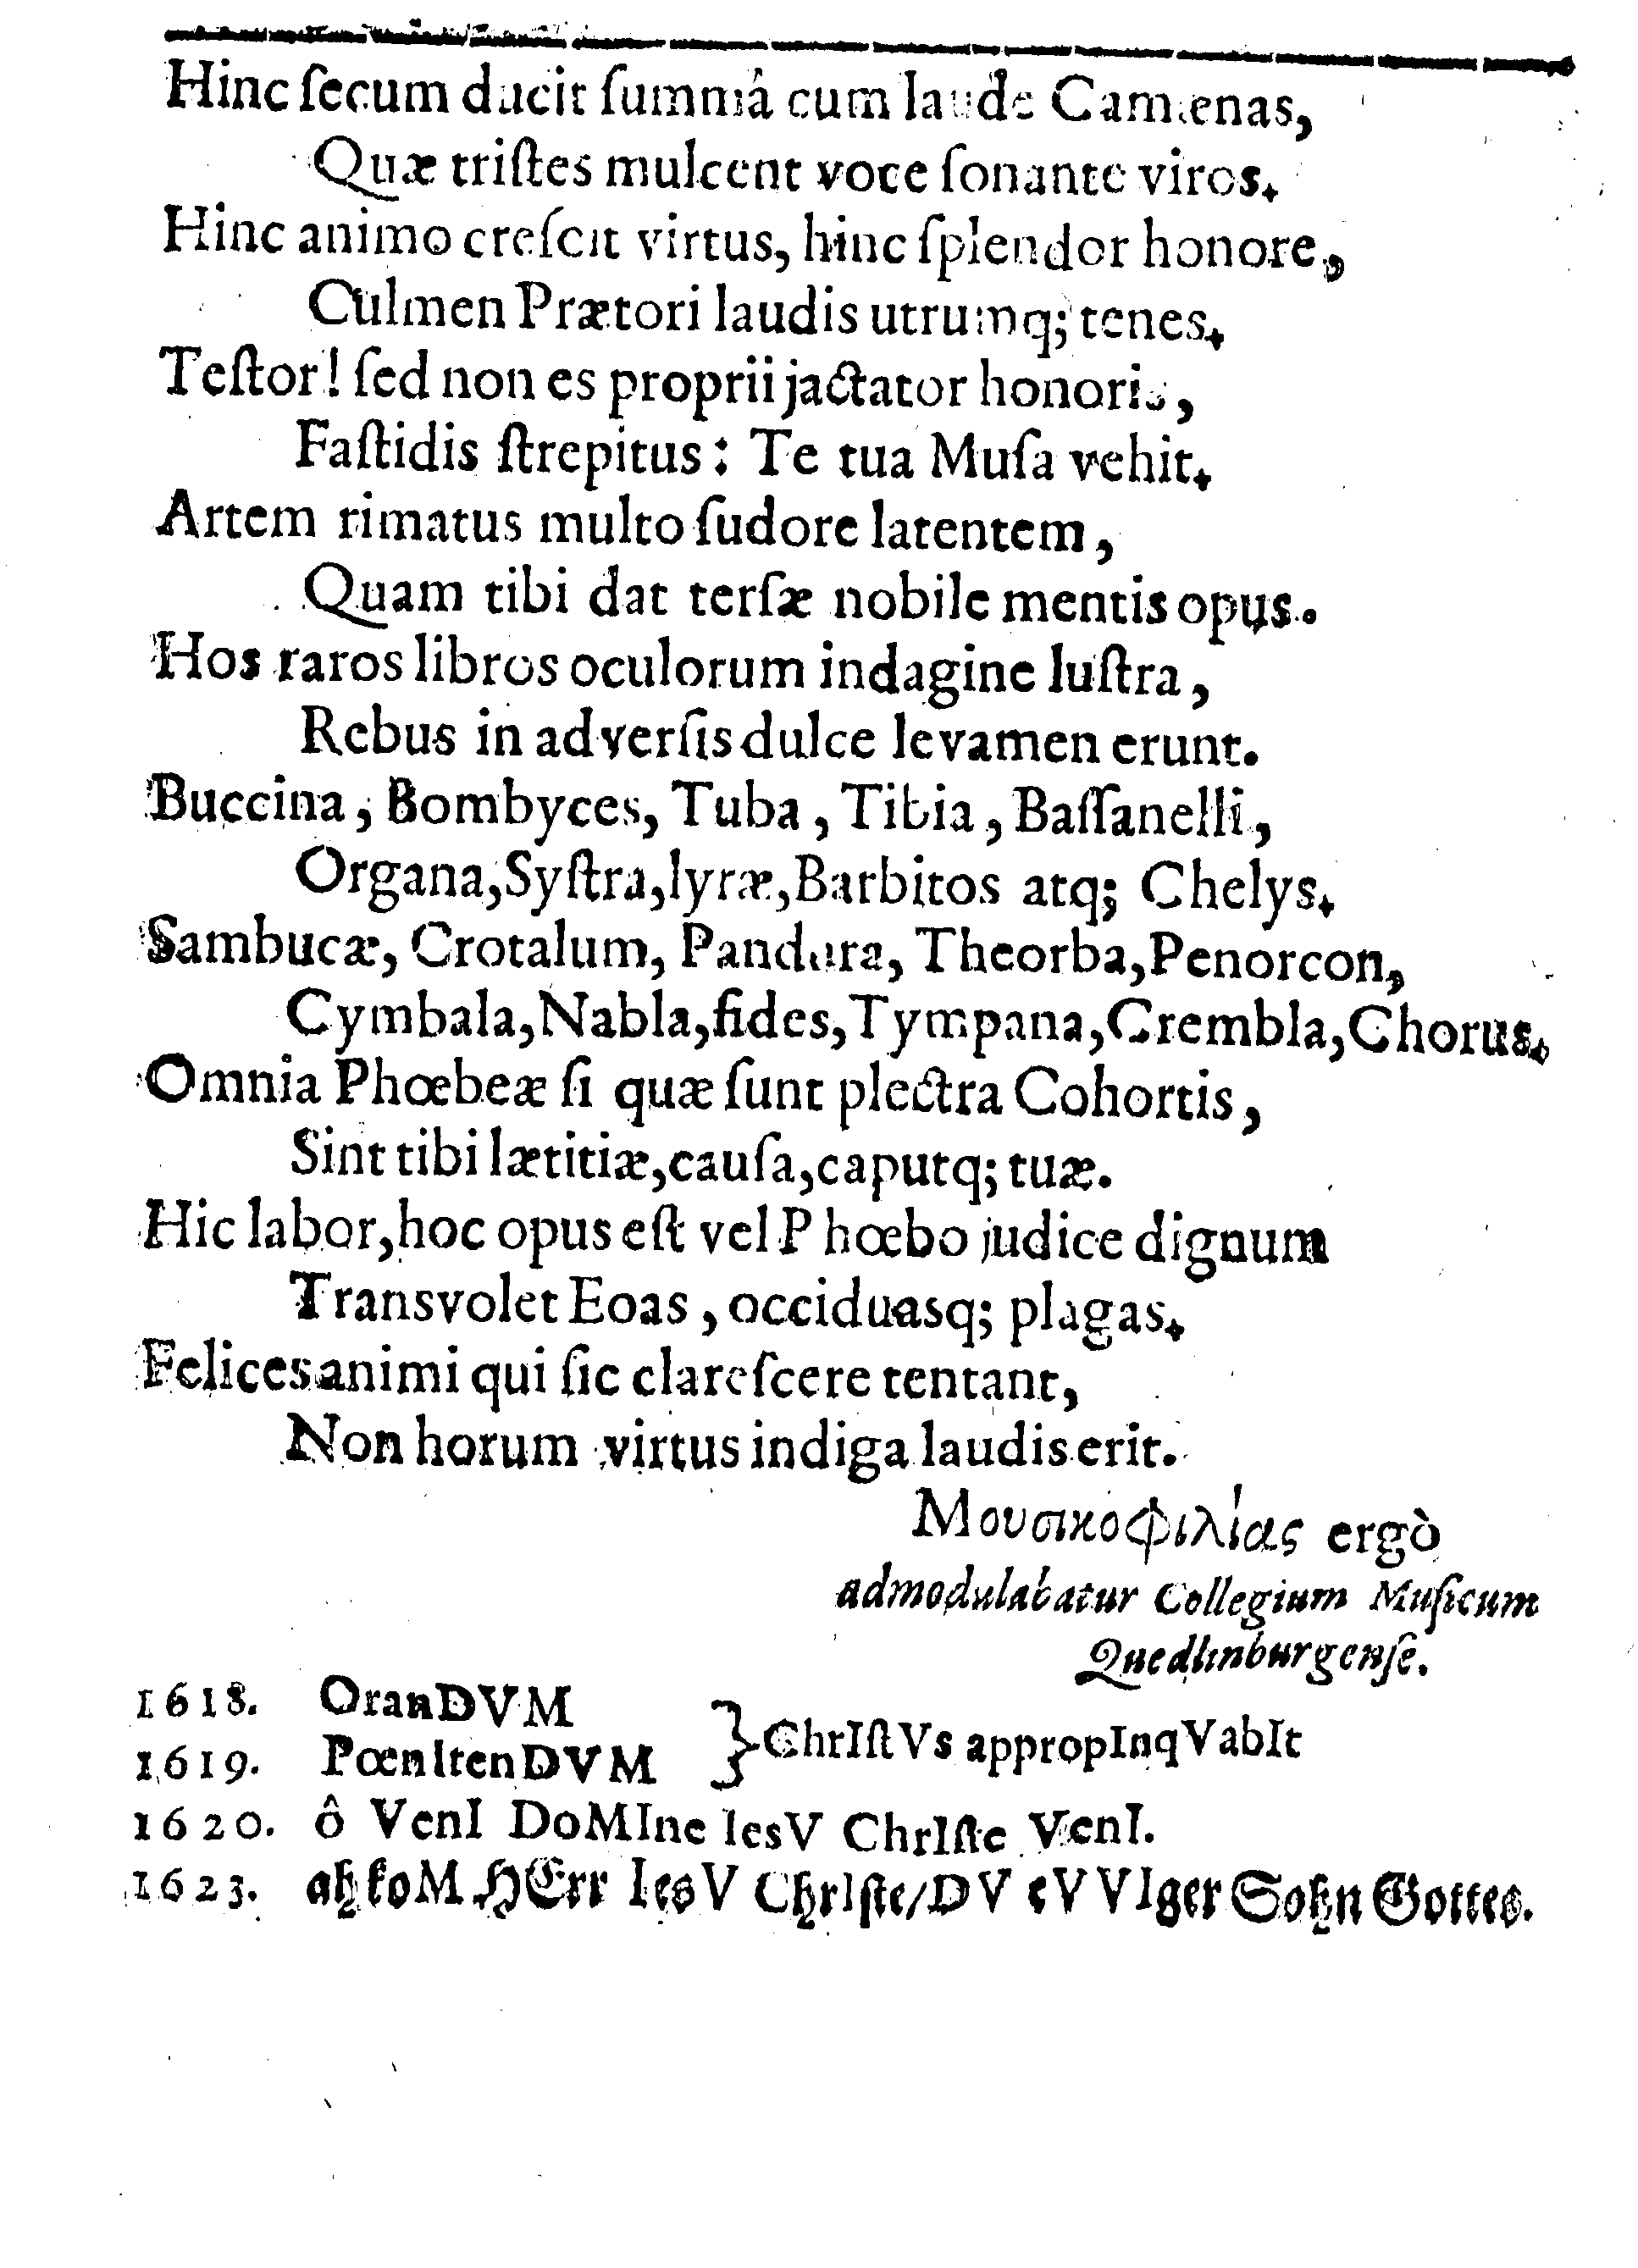 Hinc ſecum ducit ſummá cum laude Camœnas,
Quæ triſtes mulcent voce ſonante viros.
Hinc animo creſcit virtus, hinc ſplendor honore,
Culmen Prætori laudis utrumq; tenes.
Teſtor! ſed non es proprii jactator honoris,
Faſtidis ſtrepitus: Te tua Muſa vehit.
Artem rimatus multo ſudore latentem,
Quam tibi dat terſæ nobile mentis opus.
Hos raros libros oculorum indagine luſtra,
Rebus in adverſis dulce levamen erunt.
Buccina, Bombyces, Tuba, Tibia, Baſſanelli,
Organa, Syſtra, lyræ, Barbitos atq; Chelys.
Sambucæ, Crotalum, Pandura, Theorba, Penorcon,
Cymbala, Nabla, fides, Tympana, Crembla, Chorus.
Omnia Phœbeæ ſi quæ ſunt plectra Cohortis,
Sint tibi lætitiæ, cauſa, caputq; tuæ.
Hic labor, hoc opus eſt vel Phœbo judice dignum
Transvolet Eoas, occiduasq; plagas.
Felices animi qui ſic clareſcere tentant,
Non horum virtus indiga laudis erit.
Μουσικοφιλίας ergò
admodulabatur Collegium Muſicum
Quedlinburgenſe.
1618. OranDVM
1619. PœnItenDVM } ChrIſtVs appropInqVabIt
1620. ô VenI DoMIne IesV ChrIſte VenI.
1623. ah koM HErr IesV ChrIſte/DV eVVIger Sohn Gottes.